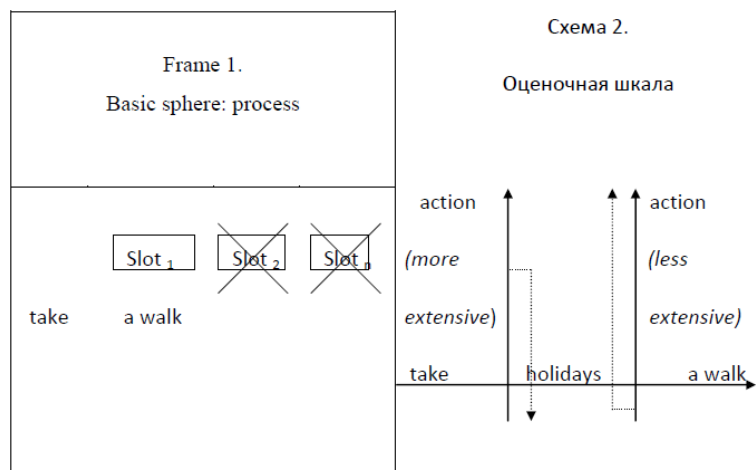 Frame 1.
Basic sphere: process
Slot 1 Slot 2 Slot n
take a walk
Схема 2.
Оценочная шкала
action action
(more (less
extensive) extensive)
take holidays a walk